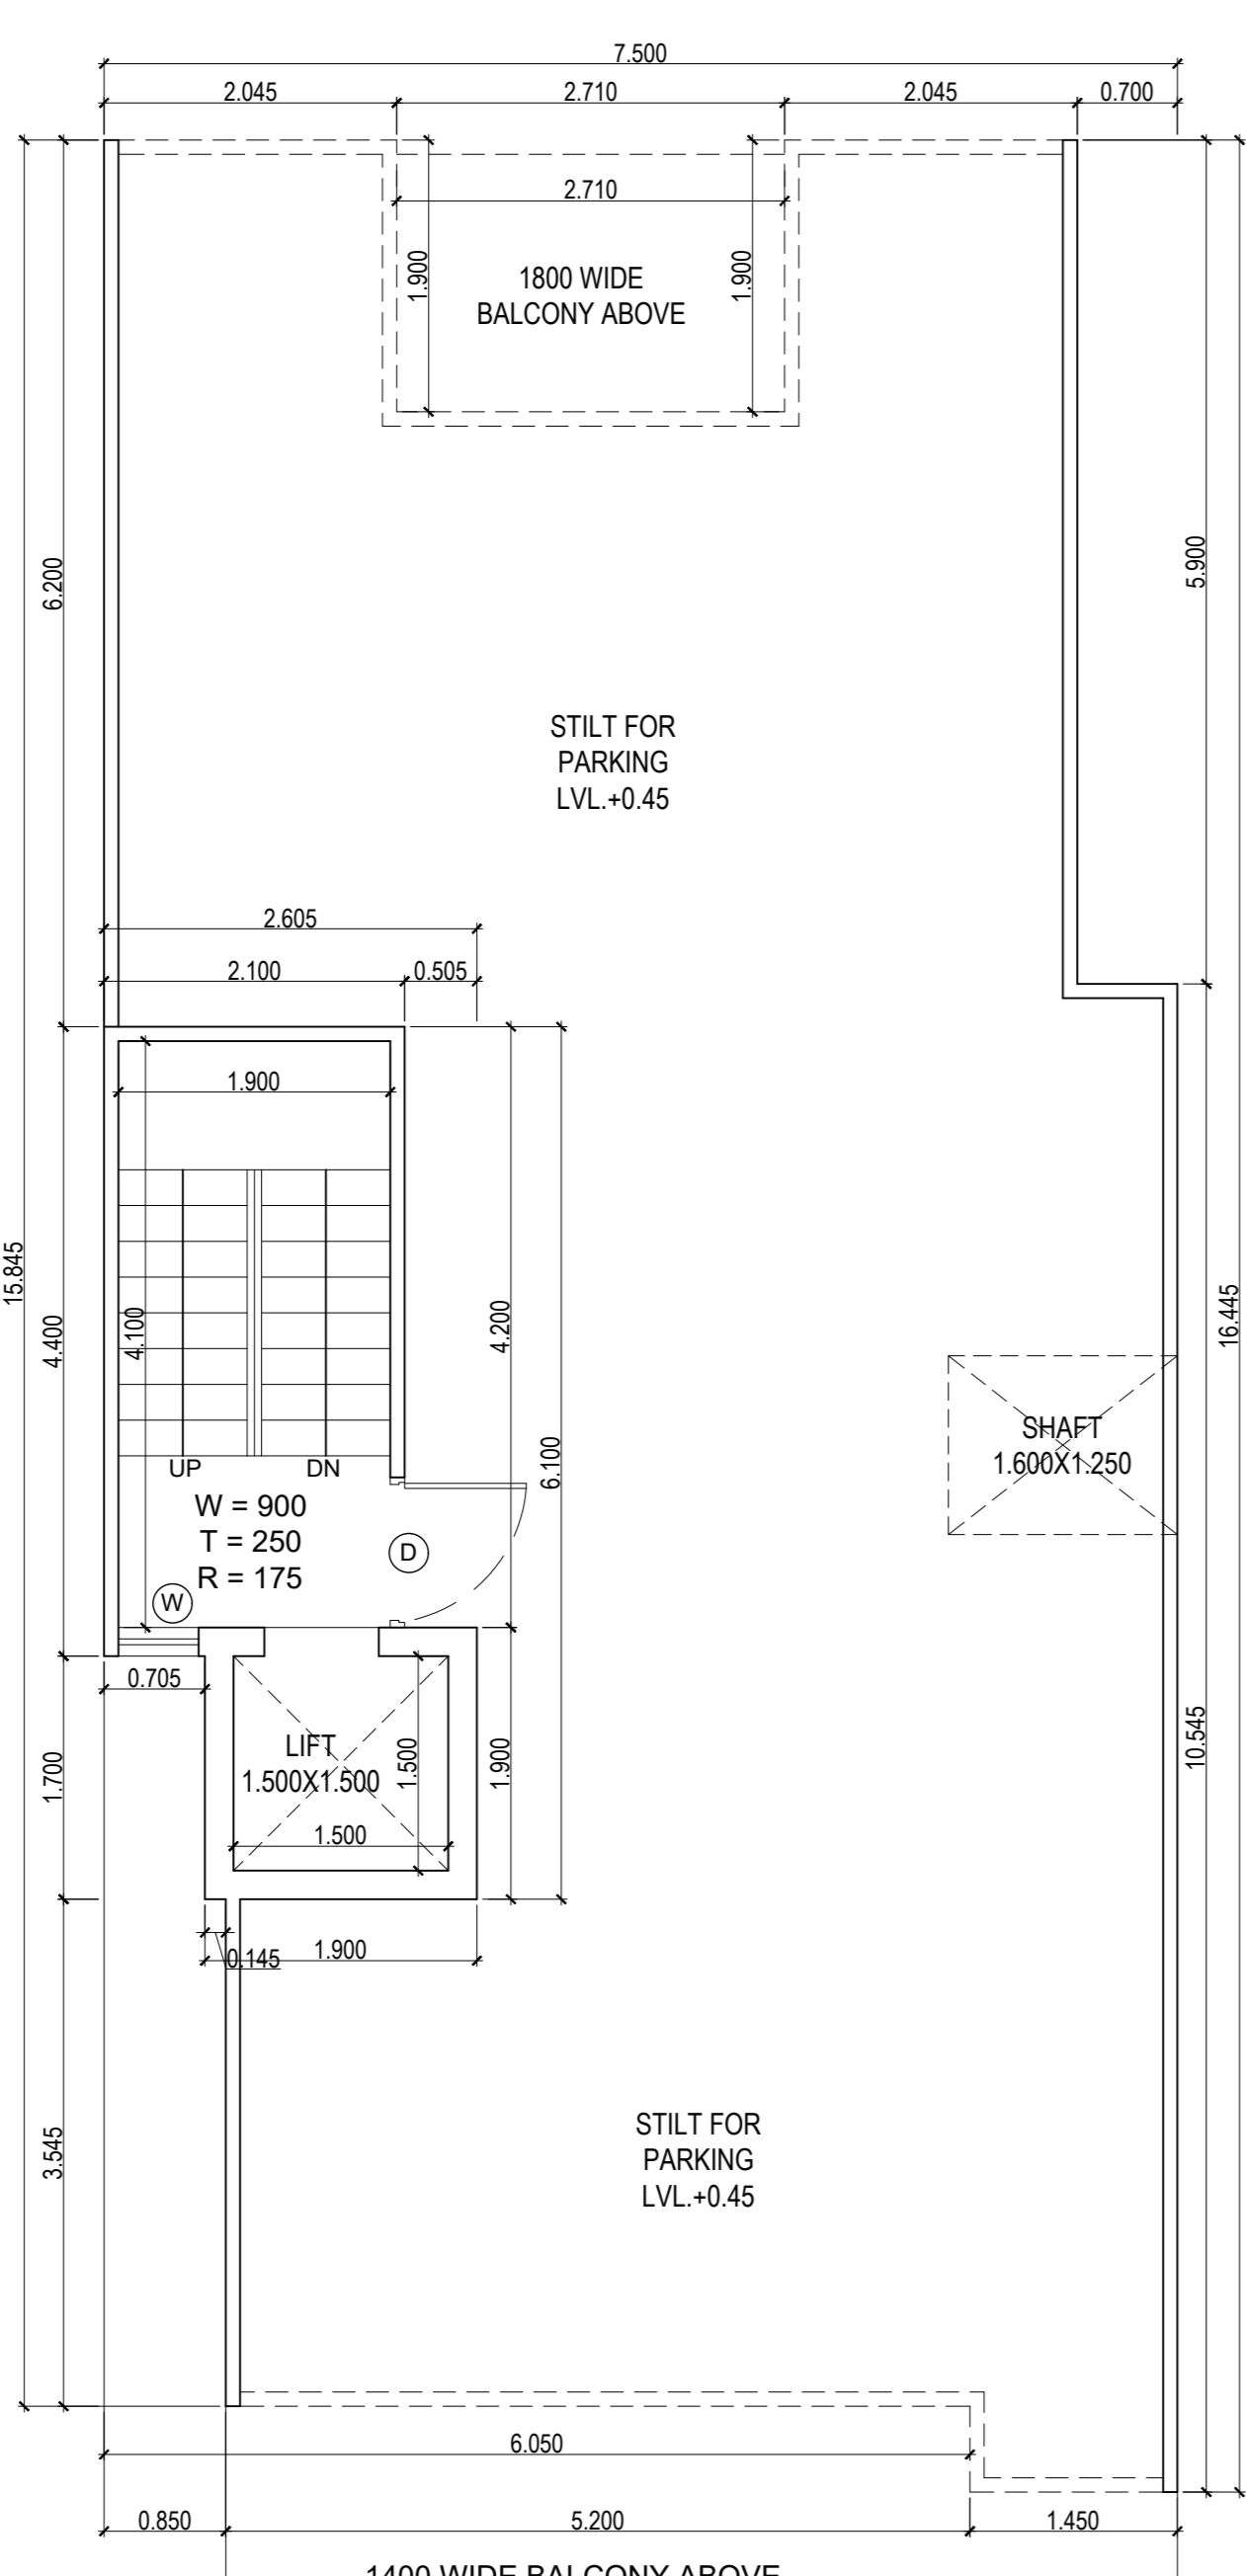 7.500
2.045
2.710
2.045
0.700
2.710
1.900
1.900
1800 WIDE
BALCONY ABOVE
6.200
5.900
STILT FOR
PARKING
LVL.+0.45
2.605
2.100
0.505
1.900
15.845
4.400
4.100
4.200
6.100
16.445
SHAFT
1.600X1.250
UP
DN
W = 900
T = 250
R = 175
D
W
0.705
LIFT
1.500X1.500
1.500
1.500
1.700
1.900
10.545
0.145
1.900
3.545
STILT FOR
PARKING
LVL.+0.45
6.050
0.850
5.200
1.450
1400 WIDE BALCONY ABOVE